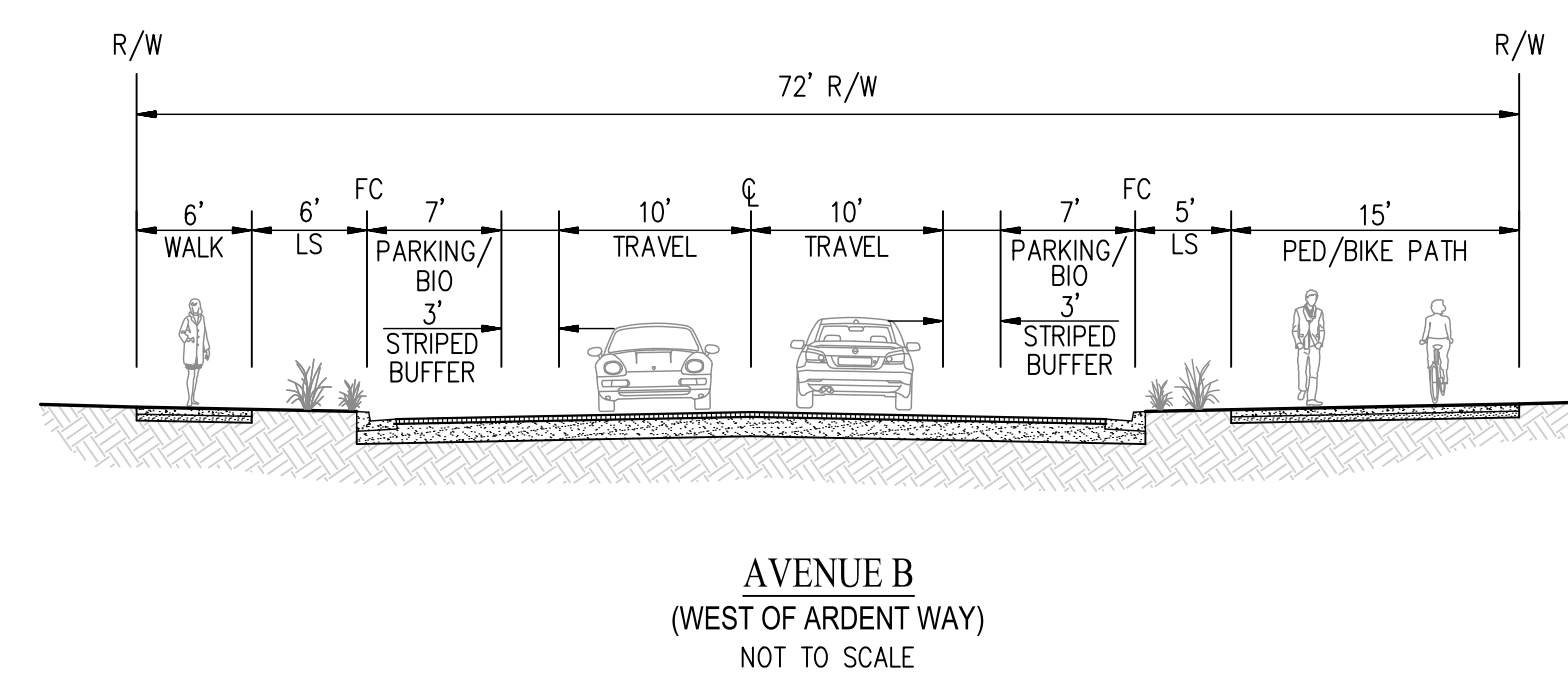 R/W
R/W
72' R/W
FC
℄
FC
6'
6'
7'
10'
10'
7'
5'
15'
WALK
LS
PARKING/
BIO
TRAVEL
TRAVEL
PARKING/
BIO
LS
PED/BIKE PATH
3'
STRIPED
BUFFER
3'
STRIPED
BUFFER
AVENUE B
(WEST OF ARDENT WAY)
NOT TO SCALE